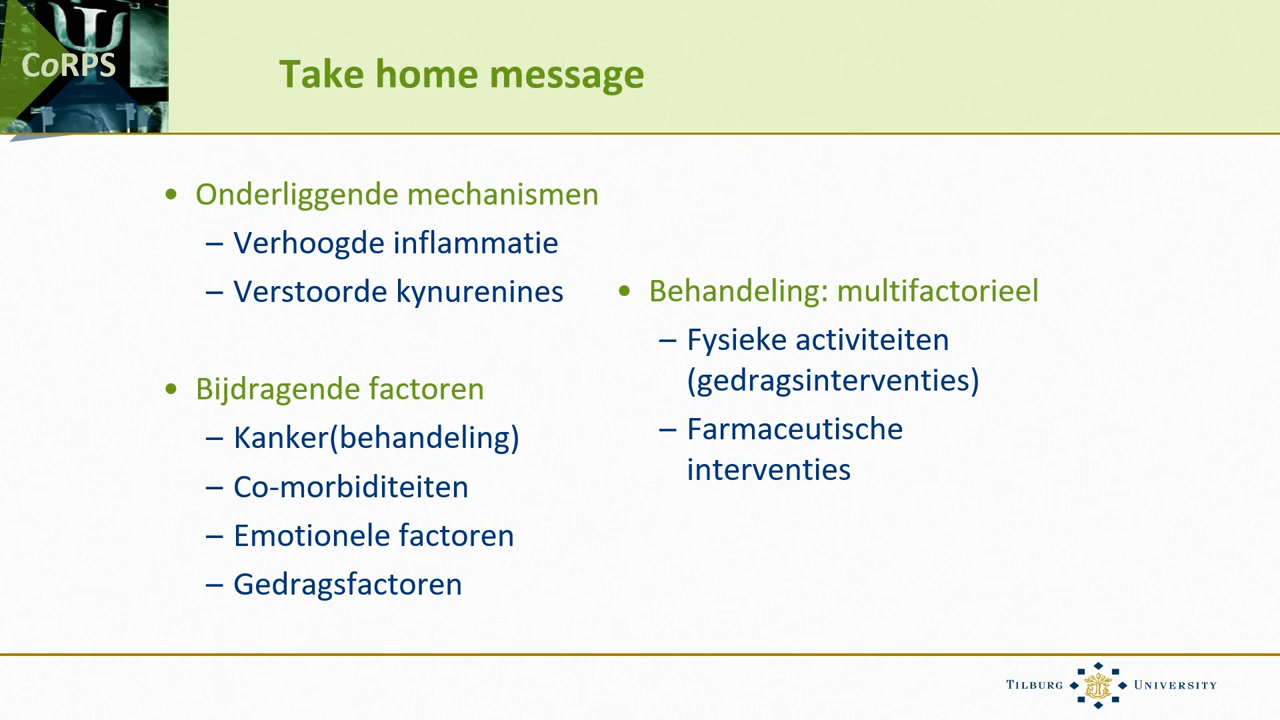 CoRPS
Take home message
• Onderliggende mechanismen
– Verhoogde inflammatie
– Verstoorde kynurenines
• Bijdragende factoren
– Kanker(behandeling)
– Co-morbiditeiten
– Emotionele factoren
– Gedragsfactoren
• Behandeling: multifactorieel
– Fysieke activiteiten
(gedragsinterventies)
– Farmaceutische
interventies
TILBURG UNIVERSITY